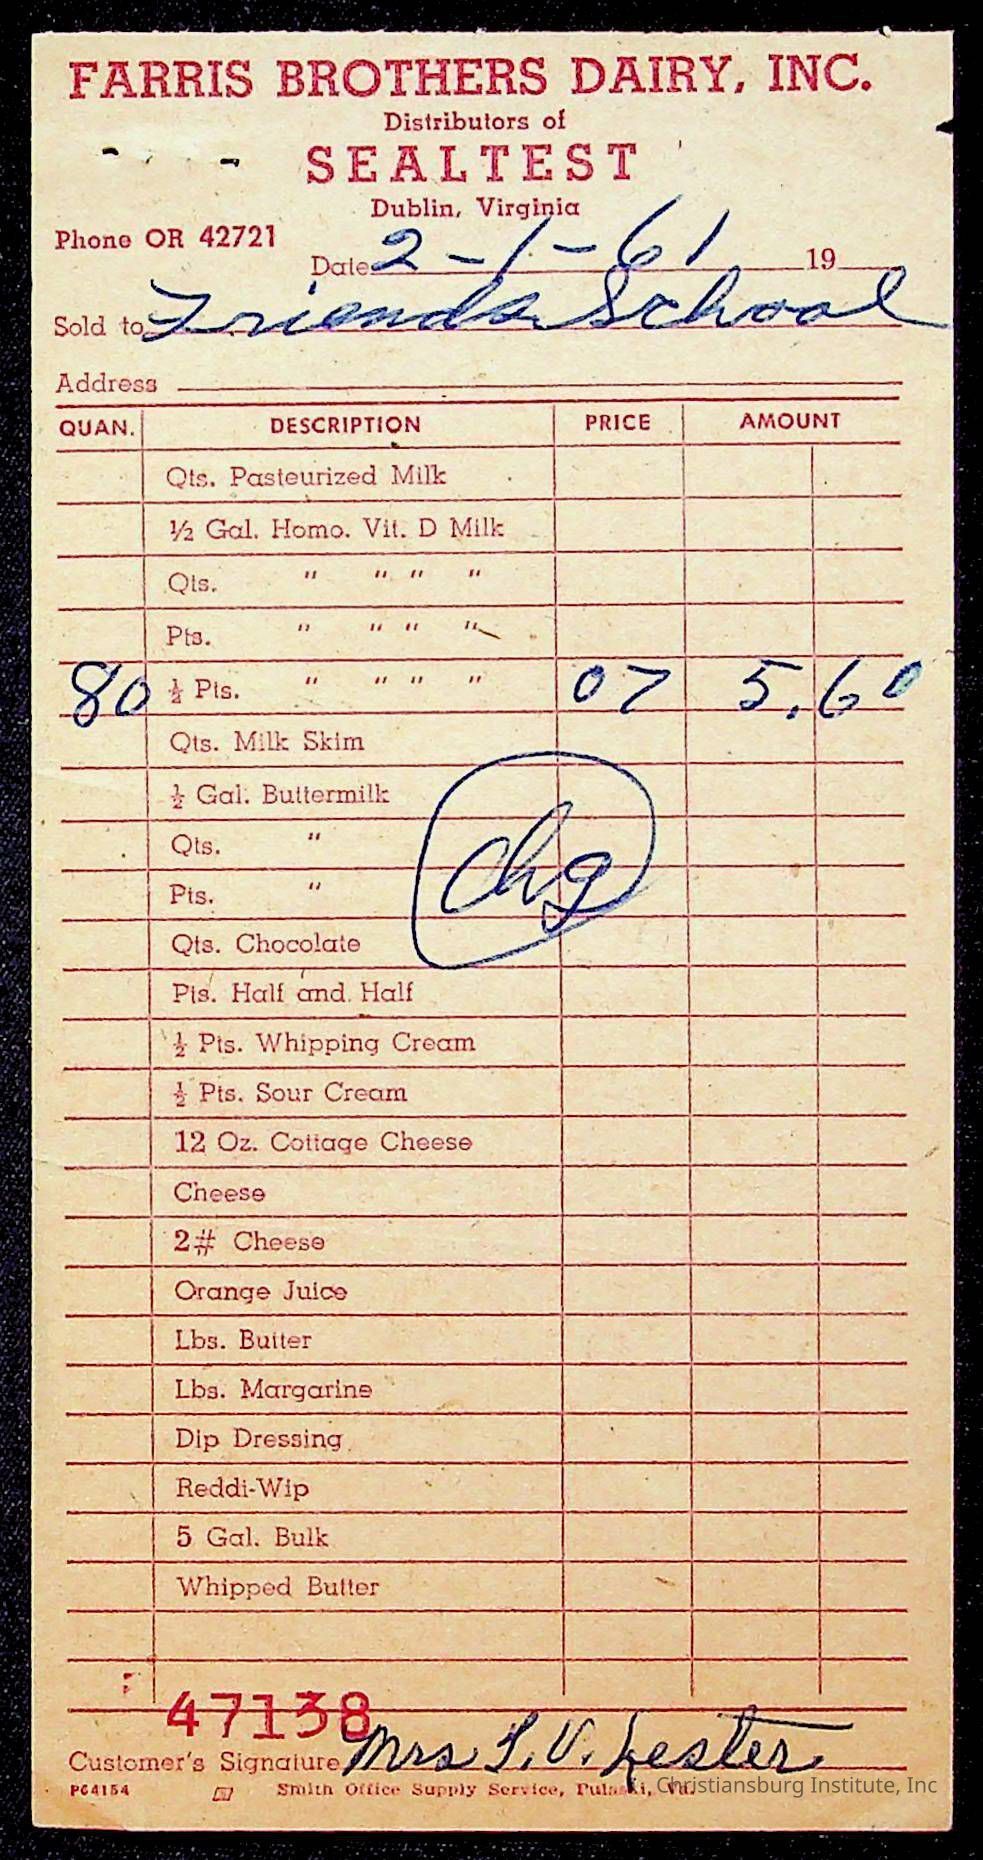 FARRIS BROTHERS DAIRY, INC.
Distributors of
SEALTEST
Dublin, Virginia
Phone OR 42721
Date 2-1-61 19
Sold to Friends School
Address
QUAN. DESCRIPTION PRICE AMOUNT
Qts. Pasteurized Milk
½ Gal. Homo. Vit. D Milk
Qts. " " " "
Pts. " " " "
80 ½ Pts. " " " " 07 5.60
Qts. Milk Skim
½ Gal. Buttermilk
Qts. "
chg
Pts. "
Qts. Chocolate
Pts. Half and Half
½ Pts. Whipping Cream
½ Pts. Sour Cream
12 Oz. Cottage Cheese
Cheese
2# Cheese
Orange Juice
Lbs. Butter
Lbs. Margarine
Dip Dressing
Reddi-Wip
5 Gal. Bulk
Whipped Butter
47138
Customer's Signature Mrs. L. V. Lester
P64154 Smith Office Supply Service, Pulaski, Va.
Christiansburg Institute, Inc